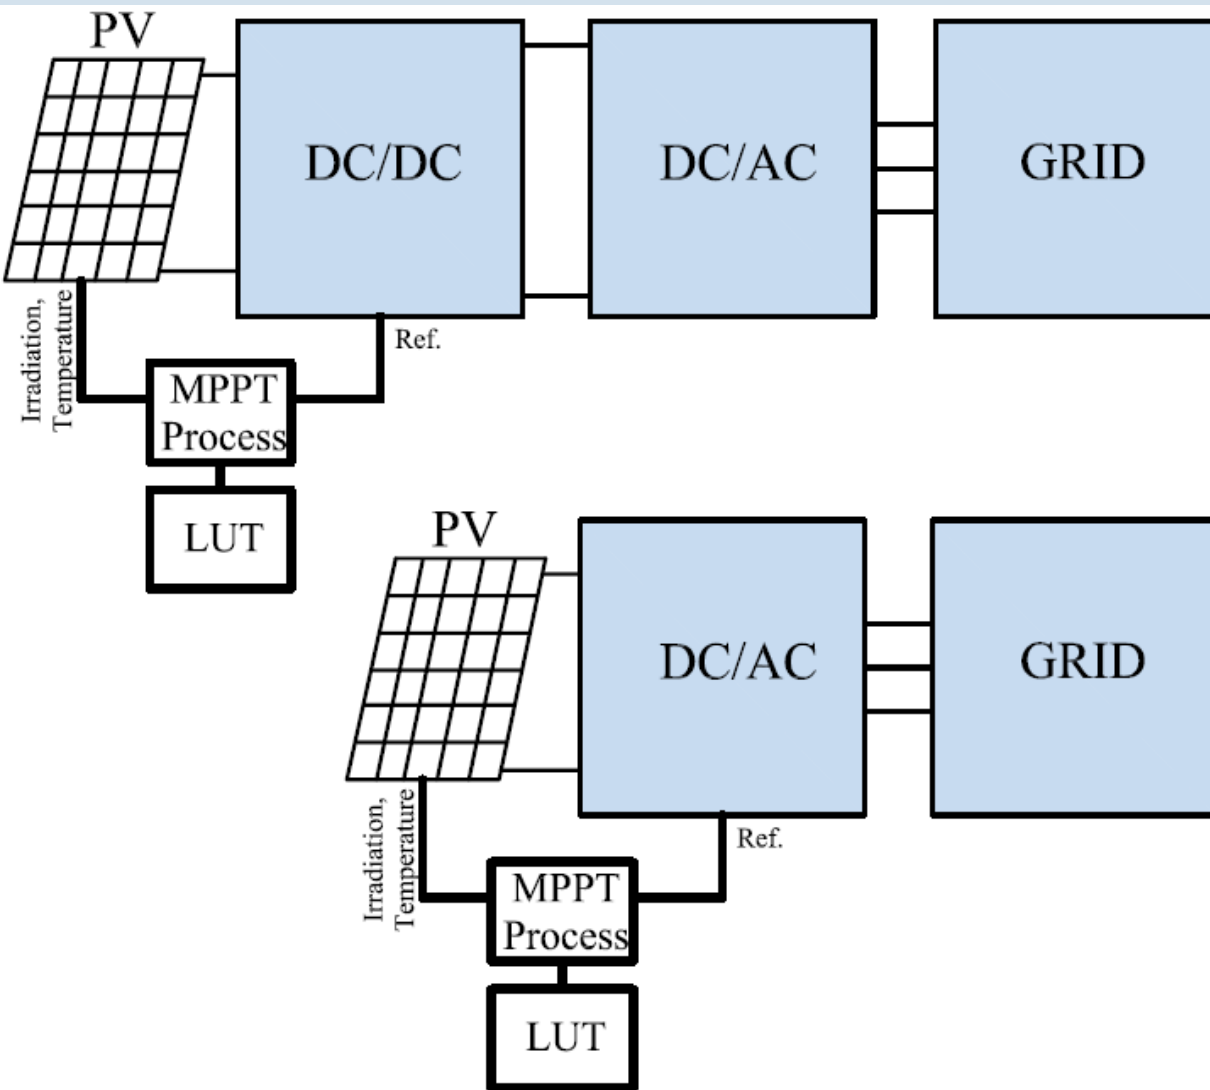 PV
DC/DC
DC/AC
GRID
Irradiation,
Temperature
Ref.
MPPT
Process
LUT
PV
DC/AC
GRID
Irradiation,
Temperature
Ref.
MPPT
Process
LUT